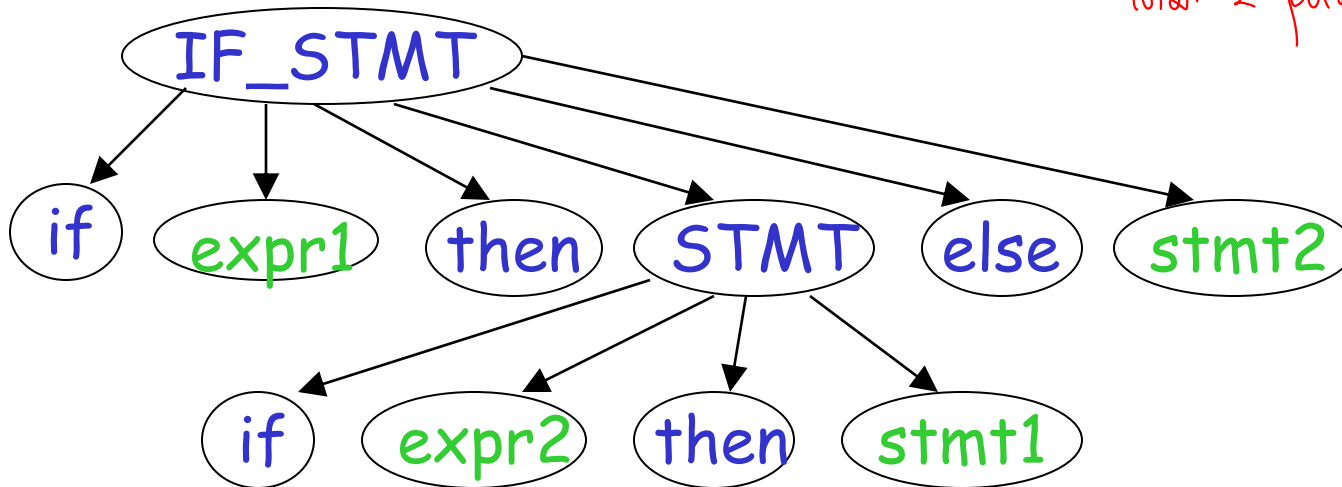 IF_STMT
if expr1 then STMT else stmt2
if expr2 then stmt1